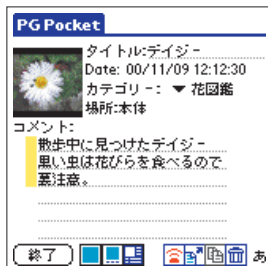 PG Pocket
タイトル:デイジー
Date: 00/11/09 12:12:30
カテゴリー: ▼ 花図鑑
場所:本体
コメント:
散歩中に見つけたデイジー
黒い虫は花びらを食べるので
要注意。
終了
あ